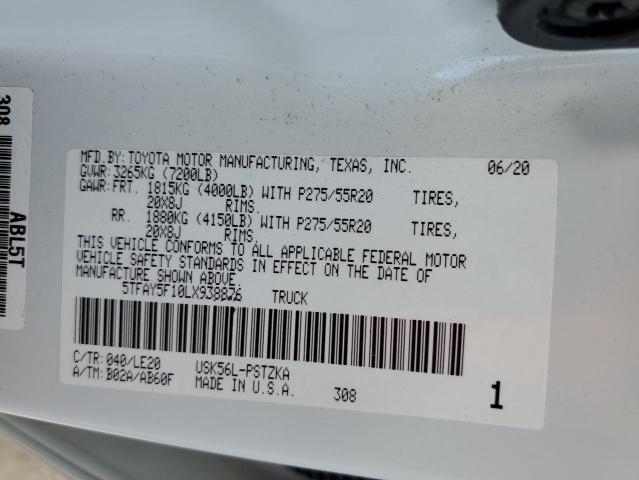 MFD.BY:TOYOTA MOTOR MANUFACTURING, TEXAS, INC. 06/20
GVWR:3265KG (7200LB)
GAWR:FRT. 1815KG (4000LB) WITH P275/55R20 TIRES,
20X8J RIMS.
RR. 1880KG (4150LB) WITH P275/55R20 TIRES,
20X8J RIMS.
THIS VEHICLE CONFORMS TO ALL APPLICABLE FEDERAL MOTOR
VEHICLE SAFETY STANDARDS IN EFFECT ON THE DATE OF
MANUFACTURE SHOWN ABOVE.
TRUCK
C/TR:040/LE20 USK56L-PSTZKA
A/TM:B02A/AB60F MADE IN U.S.A. 308 1
308 ABL5T